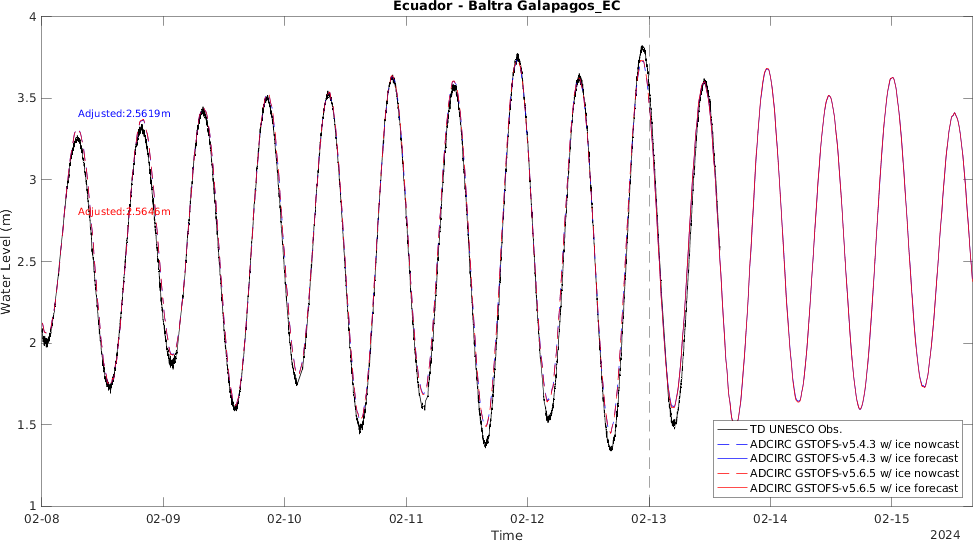 Ecuador - Baltra Galapagos_EC
Water Level (m)
4
3.5
3
2.5
2
1.5
1
Adjusted:2.5619m
Adjusted:2.5646m
TD UNESCO Obs.
ADCIRC GSTOFS-v5.4.3 w/ ice nowcast
ADCIRC GSTOFS-v5.4.3 w/ ice forecast
ADCIRC GSTOFS-v5.6.5 w/ ice nowcast
ADCIRC GSTOFS-v5.6.5 w/ ice forecast
02-08 02-09 02-10 02-11 02-12 02-13 02-14 02-15
Time
2024